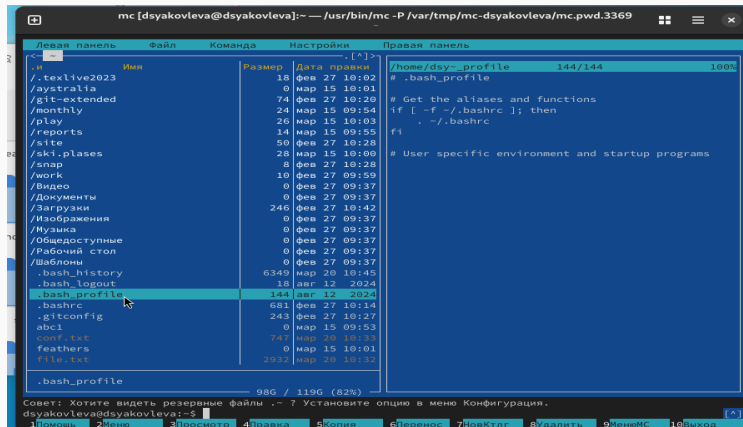 mc [dsyakovleva@dsyakovleva]:~ — /usr/bin/mc -P /var/tmp/mc-dsyakovleva/mc.pwd.3369
Левая панель Файл Команда Настройки Правая панель
<- ~ .[^]>
.и Имя Размер Дата правки
/.texlive2023 18 фев 27 10:02
/aystralia 0 мар 15 10:01
/git-extended 74 фев 27 10:20
/monthly 24 мар 15 09:54
/play 26 мар 15 10:03
/reports 14 мар 15 09:55
/site 50 фев 27 10:28
/ski.plases 28 мар 15 10:00
/snap 8 фев 27 10:28
/work 10 фев 27 09:59
/Видео 0 фев 27 09:37
/Документы 0 фев 27 09:37
/Загрузки 246 фев 27 10:42
/Изображения 0 фев 27 09:37
/Музыка 0 фев 27 09:37
/Общедоступные 0 фев 27 09:37
/Рабочий стол 0 фев 27 09:37
/Шаблоны 0 фев 27 09:37
.bash_history 6349 мар 20 10:45
.bash_logout 18 авг 12 2024
.bash_profile 144 авг 12 2024
.bashrc 681 фев 27 10:14
.gitconfig 243 фев 27 10:27
abc1 0 мар 15 09:53
conf.txt 747 мар 20 10:33
feathers 0 мар 15 10:01
file.txt 2932 мар 20 10:32
.bash_profile
98G / 119G (82%)
/home/dsy~_profile 144/144 100%
# .bash_profile
# Get the aliases and functions
if [ -f ~/.bashrc ]; then
. ~/.bashrc
fi
# User specific environment and startup programs
Совет: Хотите видеть резервные файлы .~ ? Установите опцию в меню Конфигурация.
dsyakovleva@dsyakovleva:~$ [^]
1Помощь 2Меню 3Просмотр 4Правка 5Копия 6Перенос 7НовКтлг 8Удалить 9МенюMC 10Выход